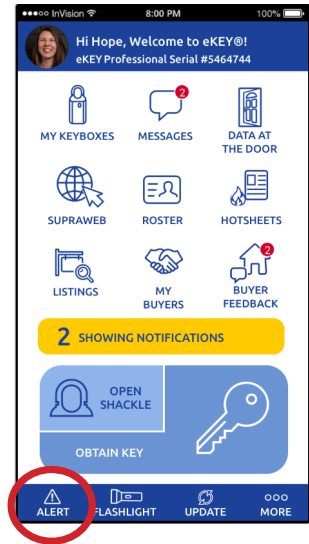 InVision 8:00 PM 100%
Hi Hope, Welcome to eKEY®!
eKEY Professional Serial #5464744
2
MY KEYBOXES MESSAGES DATA AT
THE DOOR
SUPRAWEB ROSTER HOTSHEETS
2
LISTINGS MY
BUYERS BUYER
FEEDBACK
2 SHOWING NOTIFICATIONS
OPEN
SHACKLE
OBTAIN KEY
ALERT FLASHLIGHT UPDATE MORE